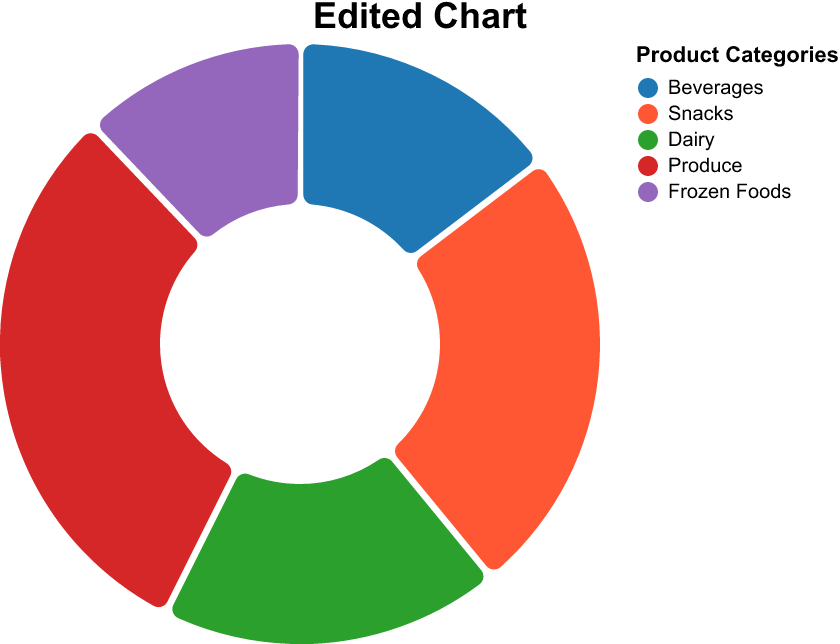 Edited Chart
Product Categories
Beverages
Snacks
Dairy
Produce
Frozen Foods